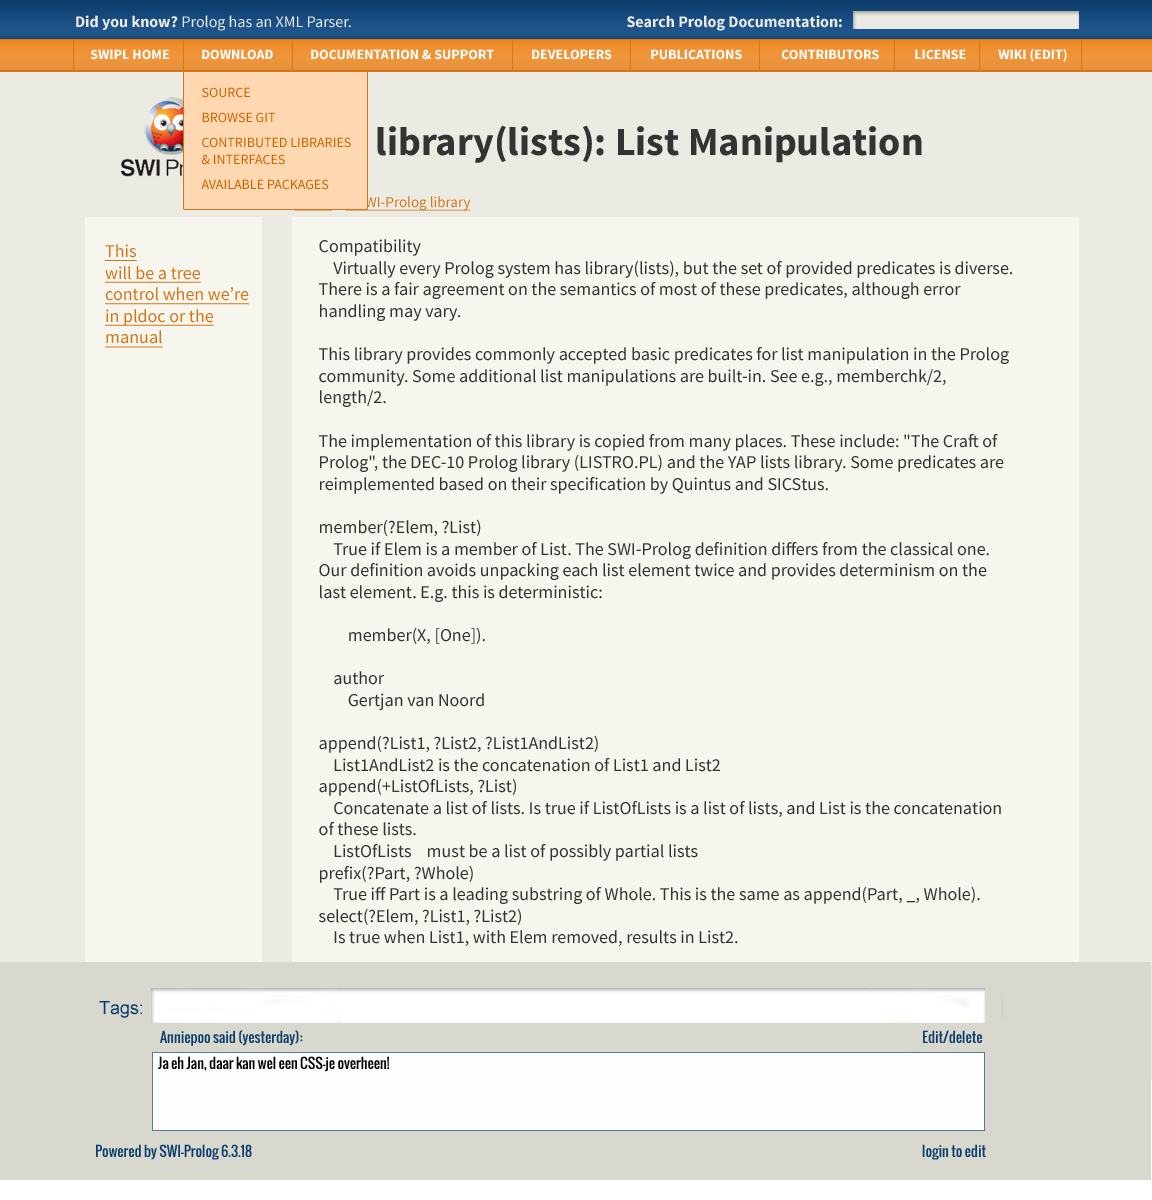 Did you know? Prolog has an XML Parser.
Search Prolog Documentation:
SWIPL HOME
DOWNLOAD
DOCUMENTATION & SUPPORT
DEVELOPERS
PUBLICATIONS
CONTRIBUTORS
LICENSE
WIKI (EDIT)
SOURCE
BROWSE GIT
CONTRIBUTED LIBRARIES
& INTERFACES
AVAILABLE PACKAGES
SWI
library(lists): List Manipulation
WI-Prolog library
This
will be a tree
control when we’re
in pldoc or the
manual
Compatibility
Virtually every Prolog system has library(lists), but the set of provided predicates is diverse.
There is a fair agreement on the semantics of most of these predicates, although error
handling may vary.
This library provides commonly accepted basic predicates for list manipulation in the Prolog
community. Some additional list manipulations are built-in. See e.g., memberchk/2,
length/2.
The implementation of this library is copied from many places. These include: "The Craft of
Prolog", the DEC-10 Prolog library (LISTRO.PL) and the YAP lists library. Some predicates are
reimplemented based on their specification by Quintus and SICStus.
member(?Elem, ?List)
True if Elem is a member of List. The SWI-Prolog definition differs from the classical one.
Our definition avoids unpacking each list element twice and provides determinism on the
last element. E.g. this is deterministic:
member(X, [One]).
author
Gertjan van Noord
append(?List1, ?List2, ?List1AndList2)
List1AndList2 is the concatenation of List1 and List2
append(+ListOfLists, ?List)
Concatenate a list of lists. Is true if ListOfLists is a list of lists, and List is the concatenation
of these lists.
ListOfLists must be a list of possibly partial lists
prefix(?Part, ?Whole)
True iff Part is a leading substring of Whole. This is the same as append(Part, _, Whole).
select(?Elem, ?List1, ?List2)
Is true when List1, with Elem removed, results in List2.
Tags:
Anniepoo said (yesterday):
Edit/delete
Ja eh Jan, daar kan wel een CSS-je overheen!
Powered by SWI-Prolog 6.3.18
login to edit